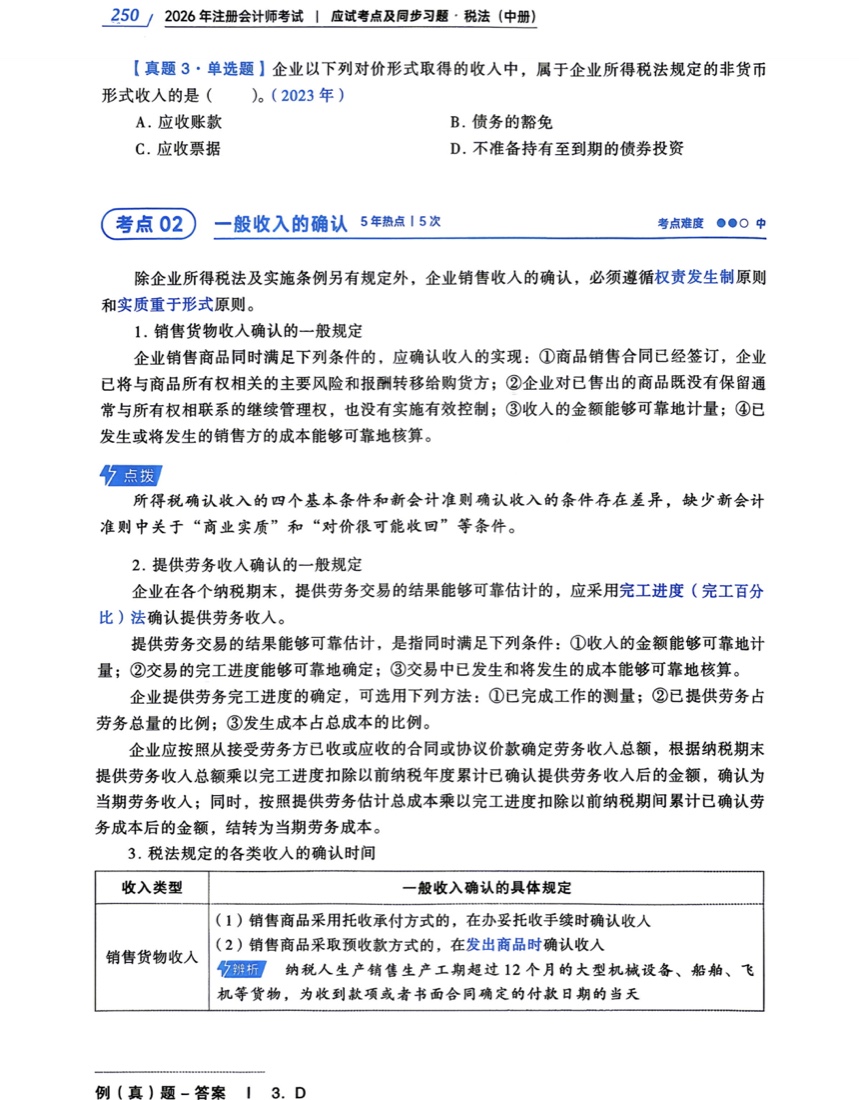 250 / 2026年注册会计师考试 | 应试考点及同步习题·税法（中册）
【真题3·单选题】企业以下列对价形式取得的收入中，属于企业所得税法规定的非货币
形式收入的是（　　）。（2023年）
A. 应收账款　　B. 债务的豁免
C. 应收票据　　D. 不准备持有至到期的债券投资
考点02　一般收入的确认　5年热点 | 5次　考点难度 ●●○ 中
除企业所得税法及实施条例另有规定外，企业销售收入的确认，必须遵循权责发生制原则
和实质重于形式原则。
1. 销售货物收入确认的一般规定
企业销售商品同时满足下列条件的，应确认收入的实现：①商品销售合同已经签订，企业
已将与商品所有权相关的主要风险和报酬转移给购货方；②企业对已售出的商品既没有保留通
常与所有权相联系的继续管理权，也没有实施有效控制；③收入的金额能够可靠地计量；④已
发生或将发生的销售方的成本能够可靠地核算。
点拨
所得税确认收入的四个基本条件和新会计准则确认收入的条件存在差异，缺少新会计
准则中关于“商业实质”和“对价很可能收回”等条件。
2. 提供劳务收入确认的一般规定
企业在各个纳税期末，提供劳务交易的结果能够可靠估计的，应采用完工进度（完工百分
比）法确认提供劳务收入。
提供劳务交易的结果能够可靠估计，是指同时满足下列条件：①收入的金额能够可靠地计
量；②交易的完工进度能够可靠地确定；③交易中已发生和将发生的成本能够可靠地核算。
企业提供劳务完工进度的确定，可选用下列方法：①已完成工作的测量；②已提供劳务占
劳务总量的比例；③发生成本占总成本的比例。
企业应按照从接受劳务方已收或应收的合同或协议价款确定劳务收入总额，根据纳税期末
提供劳务收入总额乘以完工进度扣除以前纳税年度累计已确认提供劳务收入后的金额，确认为
当期劳务收入；同时，按照提供劳务估计总成本乘以完工进度扣除以前纳税期间累计已确认劳
务成本后的金额，结转为当期劳务成本。
3. 税法规定的各类收入的确认时间
收入类型　一般收入确认的具体规定
销售货物收入
（1）销售商品采用托收承付方式的，在办妥托收手续时确认收入
（2）销售商品采取预收款方式的，在发出商品时确认收入
辨析　纳税人生产销售生产工期超过12个月的大型机械设备、船舶、飞
机等货物，为收到款项或者书面合同确定的付款日期的当天
例（真）题－答案 | 3. D